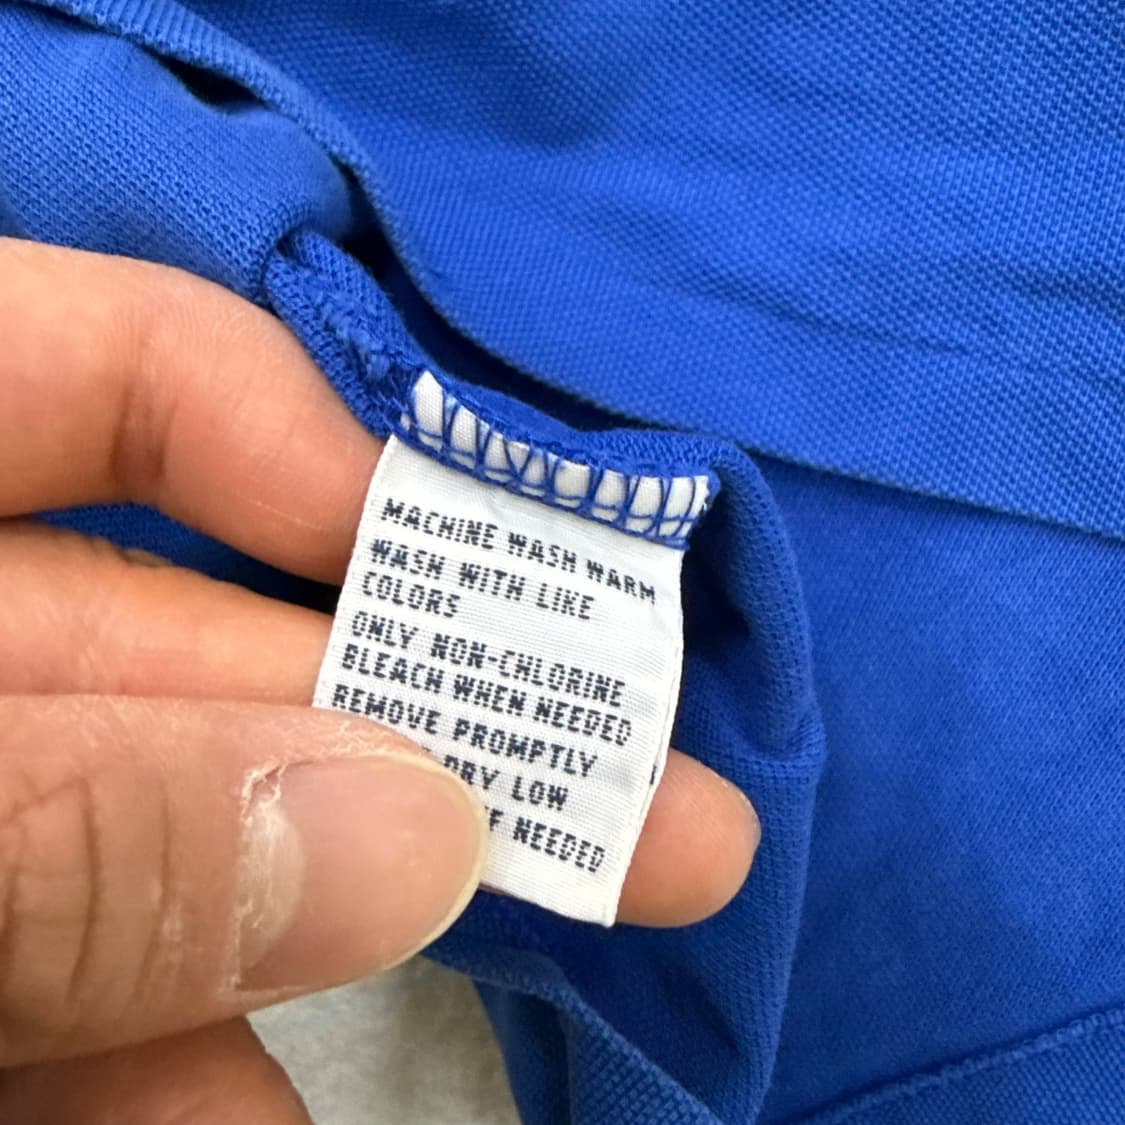 MACHINE WASH WARM
WASH WITH LIKE
COLORS
ONLY NON-CHLORINE
BLEACH WHEN NEEDED
REMOVE PROMPTLY
DRY LOW
NEEDED